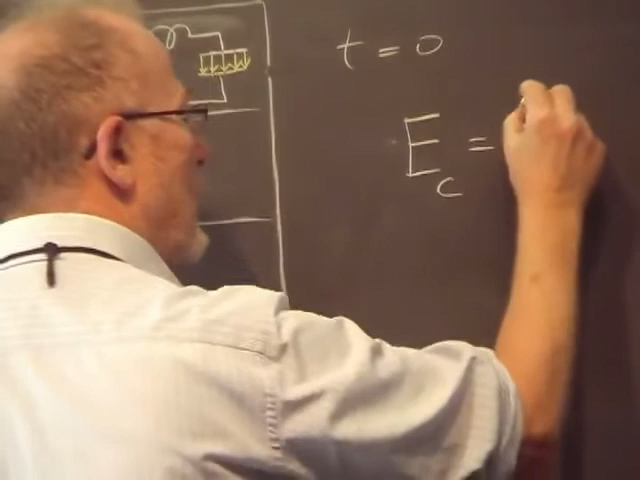 t = 0
E_c =